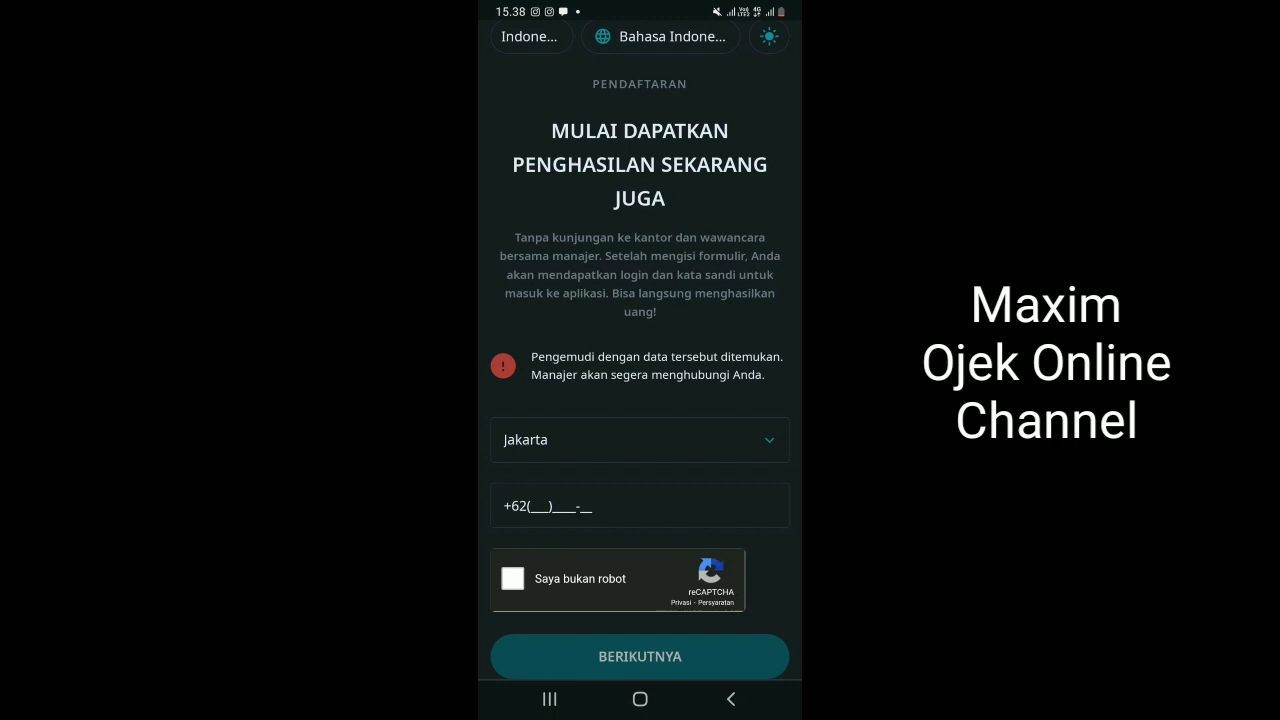 15.38
Indone...
Bahasa Indone...
PENDAFTARAN
MULAI DAPATKAN
PENGHASILAN SEKARANG
JUGA
Tanpa kunjungan ke kantor dan wawancara
bersama manajer. Setelah mengisi formulir, Anda
akan mendapatkan login dan kata sandi untuk
masuk ke aplikasi. Bisa langsung menghasilkan
uang!
Pengemudi dengan data tersebut ditemukan.
Manajer akan segera menghubungi Anda.
Jakarta
+62(___)____-__
Saya bukan robot
reCAPTCHA
Privasi - Persyaratan
BERIKUTNYA
Maxim
Ojek Online
Channel